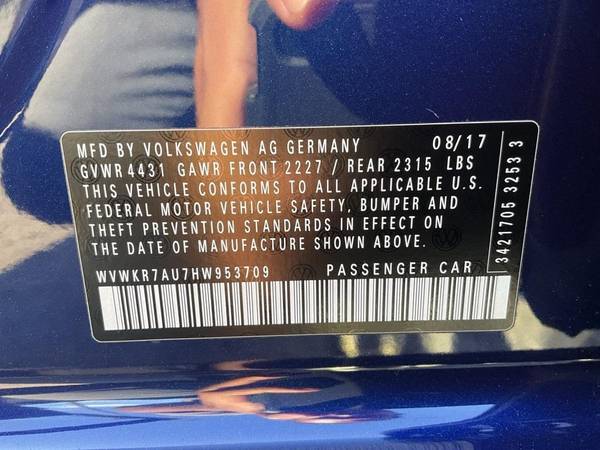 MFD BY VOLKSWAGEN AG GERMANY 08/17
GVWR 4431 GAWR FRONT 2227 / REAR 2315 LBS
THIS VEHICLE CONFORMS TO ALL APPLICABLE U.S.
FEDERAL MOTOR VEHICLE SAFETY, BUMPER AND
THEFT PREVENTION STANDARDS IN EFFECT ON
THE DATE OF MANUFACTURE SHOWN ABOVE.
WVWKR7AU7HW953709 PASSENGER CAR
3421705 3253 3